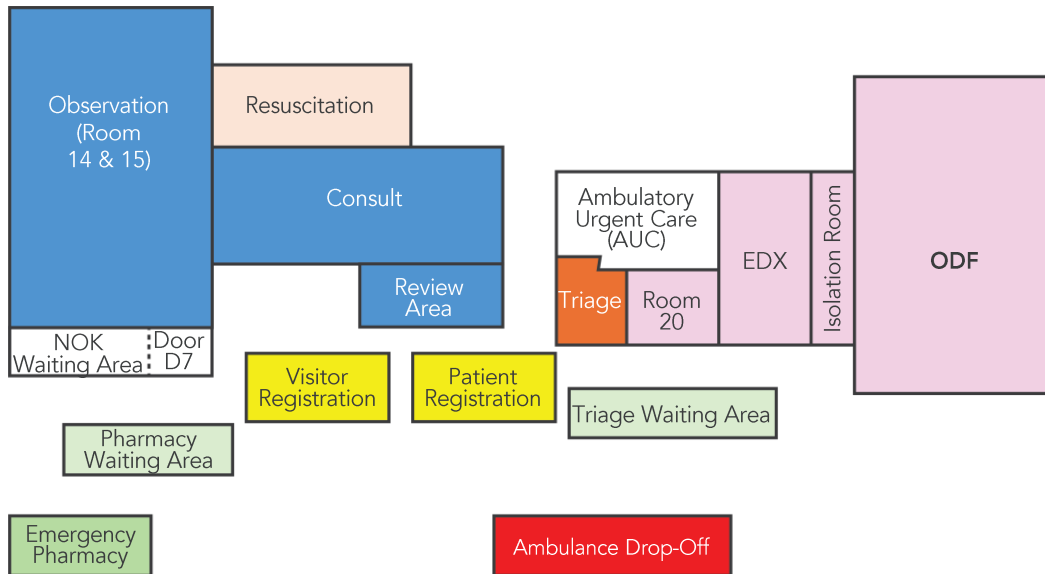 Observation
(Room
14 & 15)
Resuscitation
Consult
Review
Area
NOK
Waiting Area
Door
D7
Ambulatory
Urgent Care
(AUC)
Triage
Room
20
EDX
Isolation Room
ODF
Visitor
Registration
Patient
Registration
Triage Waiting Area
Pharmacy
Waiting Area
Emergency
Pharmacy
Ambulance Drop-Off